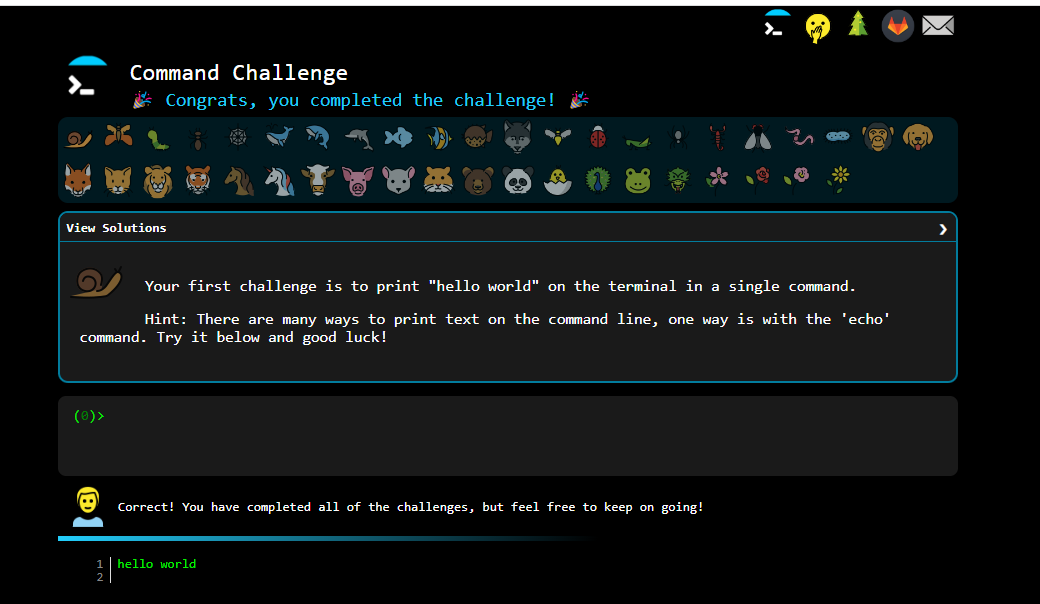 Command Challenge
Congrats, you completed the challenge!
View Solutions
Your first challenge is to print "hello world" on the terminal in a single command.
Hint: There are many ways to print text on the command line, one way is with the 'echo'
command. Try it below and good luck!
(0)>
Correct! You have completed all of the challenges, but feel free to keep on going!
1 hello world
2